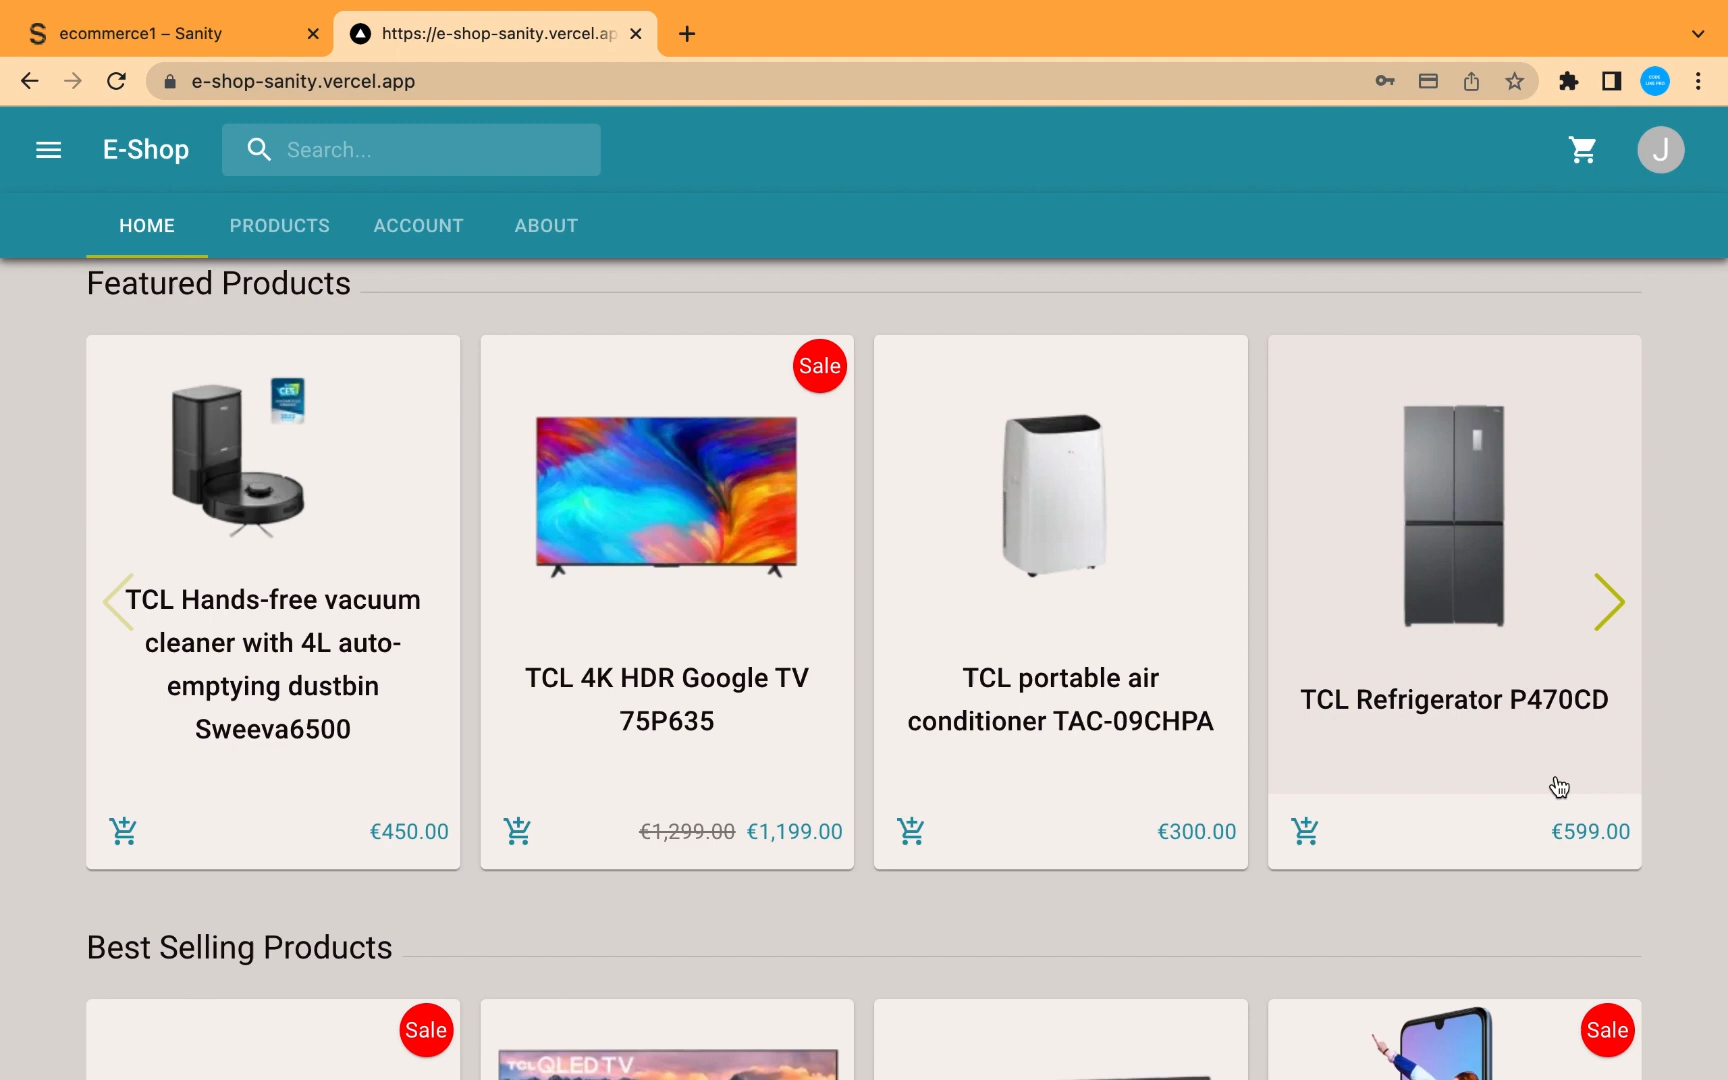 ecommerce1 – Sanity
https://e-shop-sanity.vercel.ap
e-shop-sanity.vercel.app
E-Shop
Search...
J
HOME
PRODUCTS
ACCOUNT
ABOUT
Featured Products
TCL Hands-free vacuum
cleaner with 4L auto-
emptying dustbin
Sweeva6500
€450.00
Sale
TCL 4K HDR Google TV
75P635
€1,299.00 €1,199.00
TCL portable air
conditioner TAC-09CHPA
€300.00
TCL Refrigerator P470CD
€599.00
Best Selling Products
Sale
TCL QLED TV
Sale